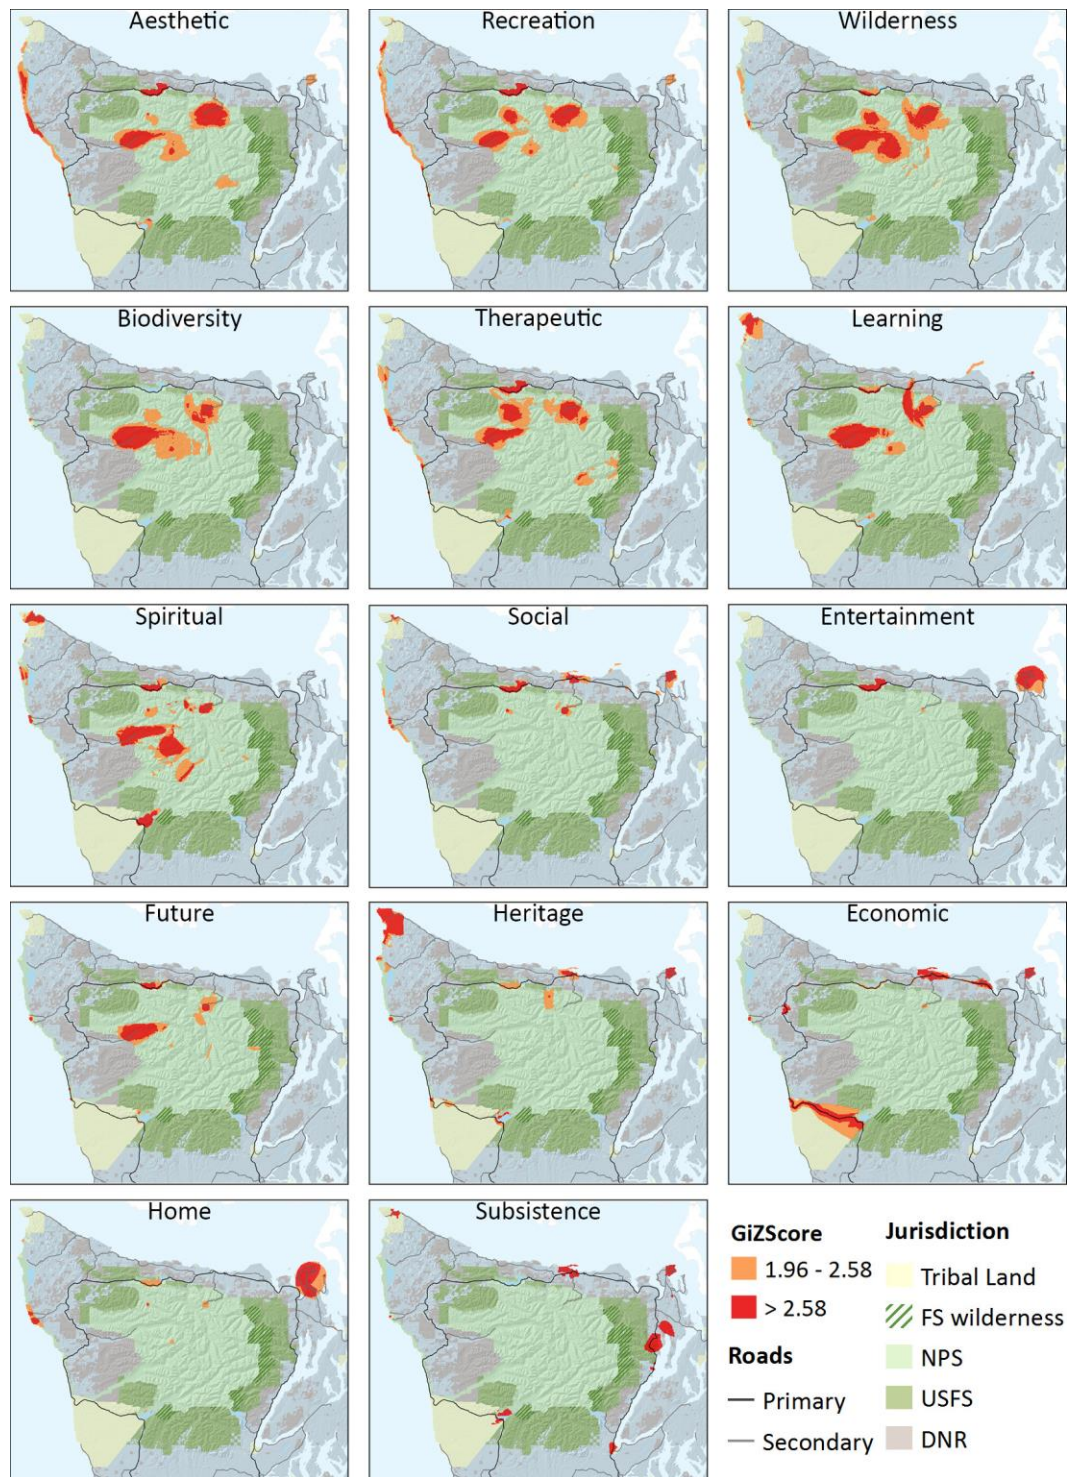 Aesthetic
Recreation
Wilderness
Biodiversity
Therapeutic
Learning
Spiritual
Social
Entertainment
Future
Heritage
Economic
Home
Subsistence
GiZScore
1.96 - 2.58
> 2.58
Roads
Primary
Secondary
Jurisdiction
Tribal Land
FS wilderness
NPS
USFS
DNR